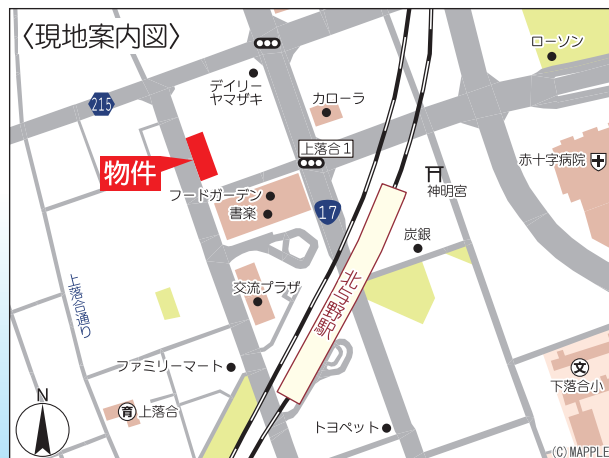 〈現地案内図〉
ローソン
デイリー
ヤマザキ
カローラ
215
上落合1
赤十字病院
物件
神明宮
フードガーデン
書楽
17
炭銀
北与野駅
交流プラザ
上落合通り
ファミリーマート
文
下落合小
N
育
上落合
トヨペット
(C)MAPPLE